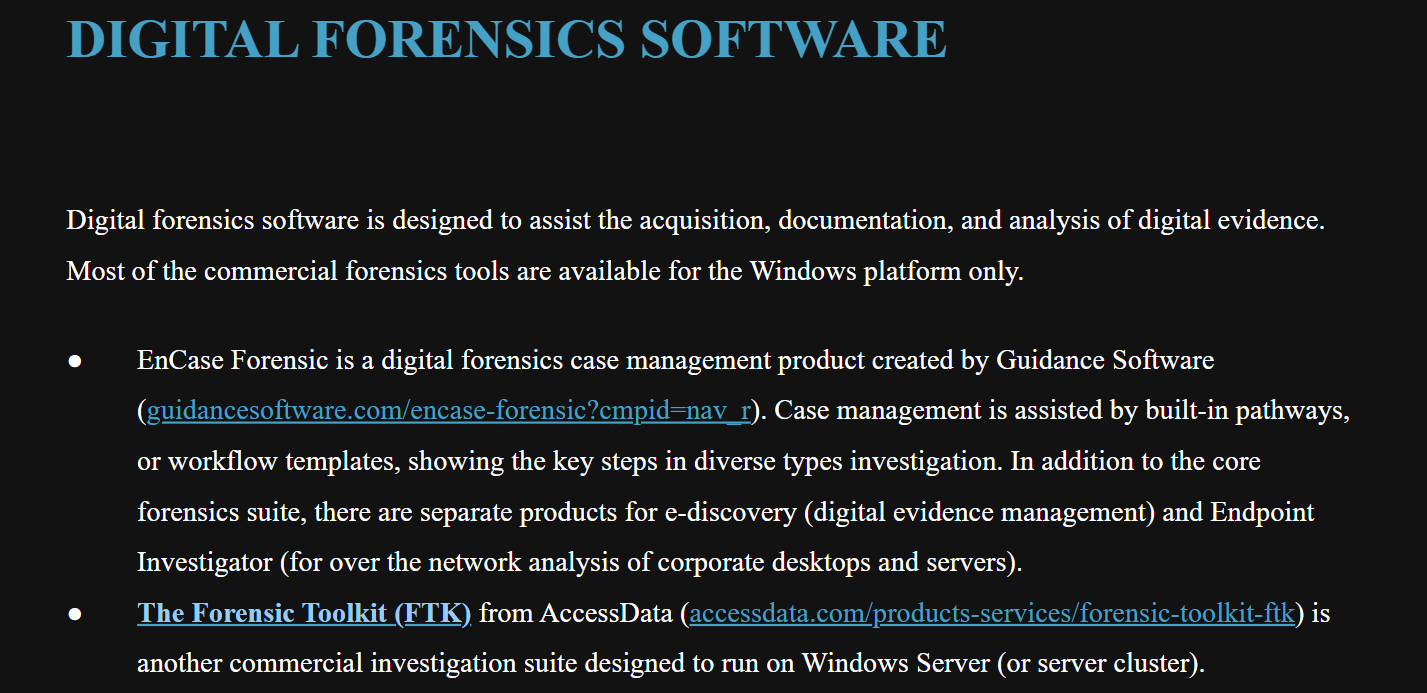 DIGITAL FORENSICS SOFTWARE
Digital forensics software is designed to assist the acquisition, documentation, and analysis of digital evidence.
Most of the commercial forensics tools are available for the Windows platform only.
● EnCase Forensic is a digital forensics case management product created by Guidance Software
(guidancesoftware.com/encase-forensic?cmpid=nav_r). Case management is assisted by built-in pathways,
or workflow templates, showing the key steps in diverse types investigation. In addition to the core
forensics suite, there are separate products for e-discovery (digital evidence management) and Endpoint
Investigator (for over the network analysis of corporate desktops and servers).
● The Forensic Toolkit (FTK) from AccessData (accessdata.com/products-services/forensic-toolkit-ftk) is
another commercial investigation suite designed to run on Windows Server (or server cluster).